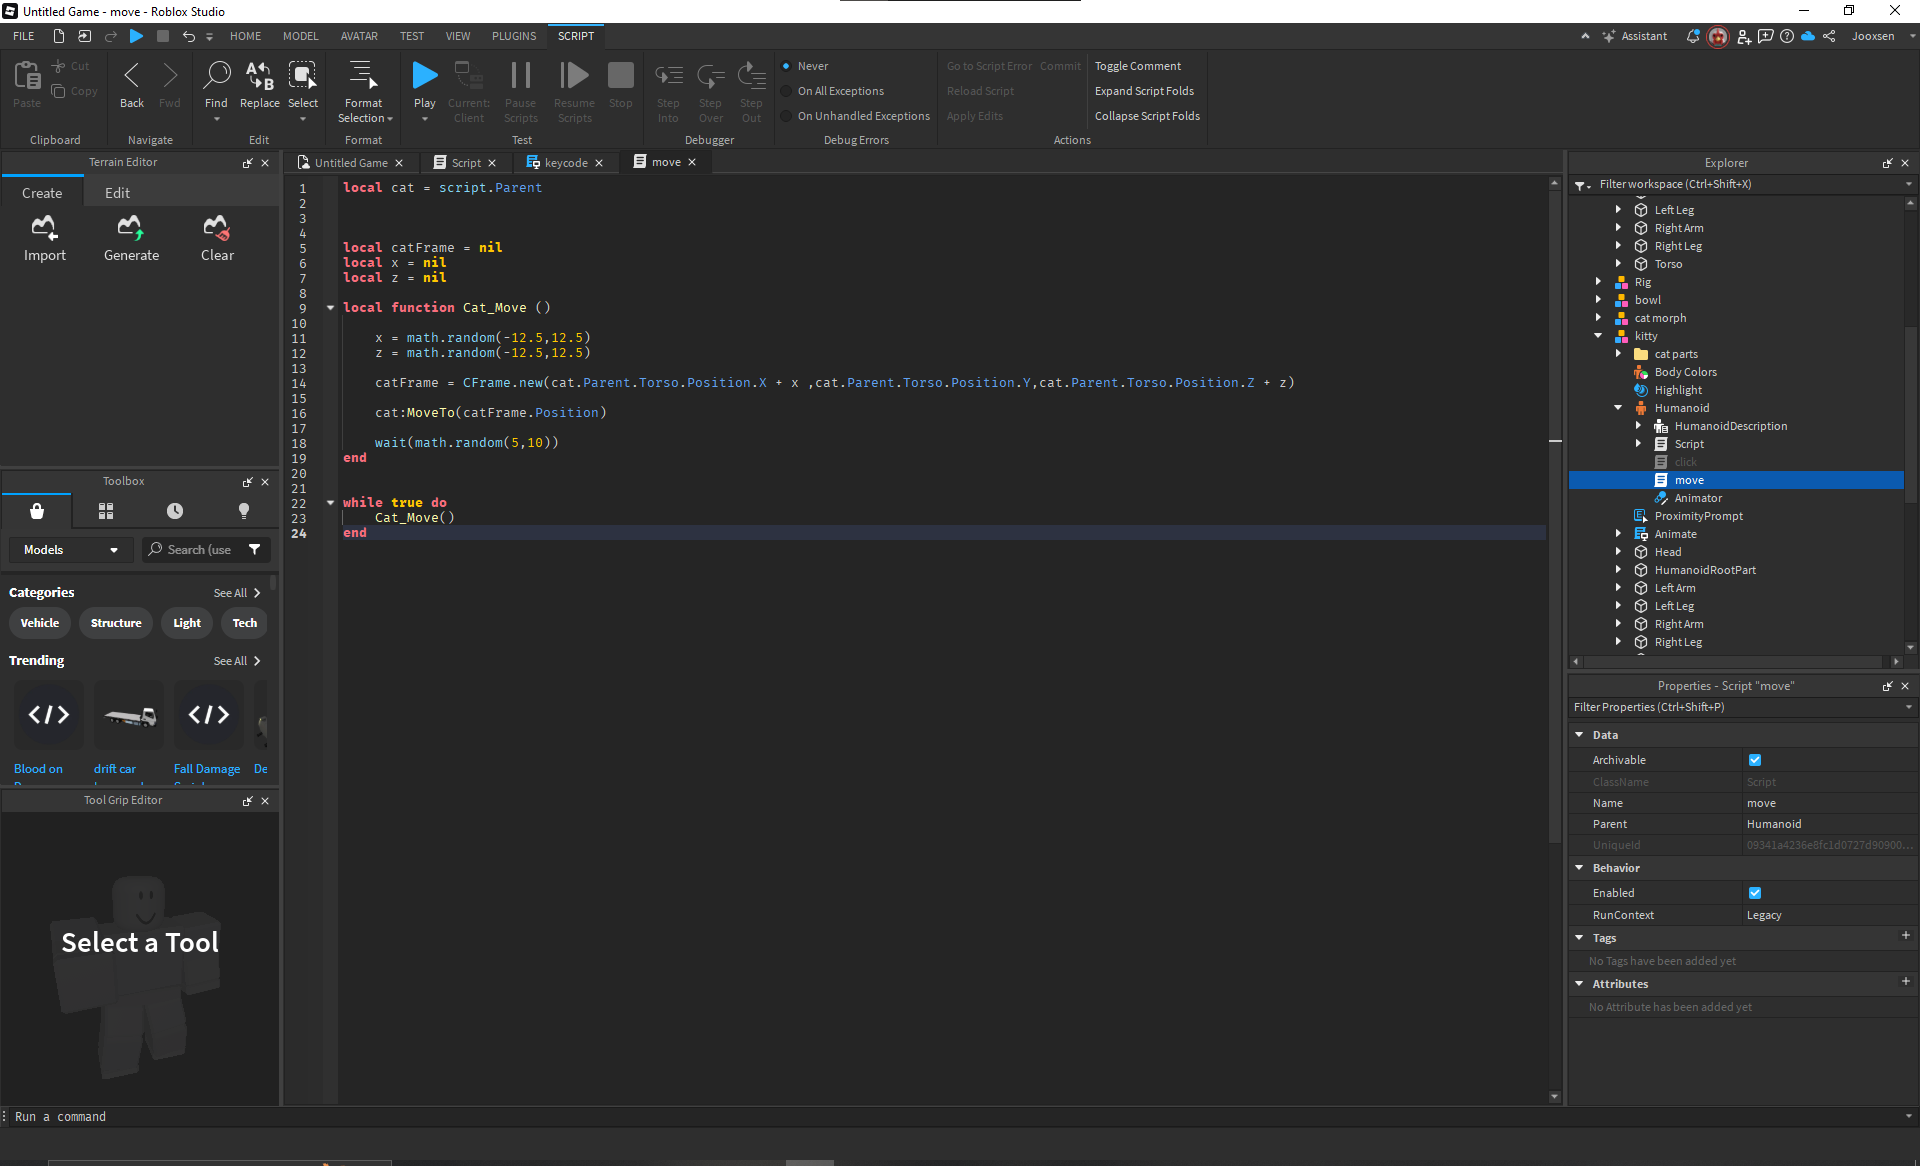 Untitled Game - move - Roblox Studio
FILE
HOME
MODEL
AVATAR
TEST
VIEW
PLUGINS
SCRIPT
Assistant
Jooxsen
Paste
Cut
Copy
Clipboard
Back
Fwd
Navigate
Find
Replace
Select
Edit
Format
Selection
Format
Play
Current:
Client
Pause
Scripts
Resume
Scripts
Stop
Test
Step
Into
Step
Over
Step
Out
Debugger
Never
On All Exceptions
On Unhandled Exceptions
Debug Errors
Go to Script Error
Commit
Reload Script
Apply Edits
Toggle Comment
Expand Script Folds
Collapse Script Folds
Actions
Terrain Editor
Create
Edit
Import
Generate
Clear
Toolbox
Models
Search (use
Categories
See All
Vehicle
Structure
Light
Tech
Trending
See All
Blood on
drift car
Fall Damage
De
Tool Grip Editor
Select a Tool
Untitled Game
Script
keycode
move
1 local cat = script.Parent
2
3
4
5 local catFrame = nil
6 local x = nil
7 local z = nil
8
9 local function Cat_Move ()
10
11 x = math.random(-12.5,12.5)
12 z = math.random(-12.5,12.5)
13
14 catFrame = CFrame.new(cat.Parent.Torso.Position.X + x ,cat.Parent.Torso.Position.Y,cat.Parent.Torso.Position.Z + z)
15
16 cat:MoveTo(catFrame.Position)
17
18 wait(math.random(5,10))
19 end
20
21
22 while true do
23 Cat_Move()
24 end
Explorer
Filter workspace (Ctrl+Shift+X)
Left Leg
Right Arm
Right Leg
Torso
Rig
bowl
cat morph
kitty
cat parts
Body Colors
Highlight
Humanoid
HumanoidDescription
Script
click
move
Animator
ProximityPrompt
Animate
Head
HumanoidRootPart
Left Arm
Left Leg
Right Arm
Right Leg
Properties - Script "move"
Filter Properties (Ctrl+Shift+P)
Data
Archivable
ClassName Script
Name move
Parent Humanoid
UniqueId 09341a4236e8fc1d0727d90900...
Behavior
Enabled
RunContext Legacy
Tags
No Tags have been added yet
Attributes
No Attribute has been added yet
Run a command